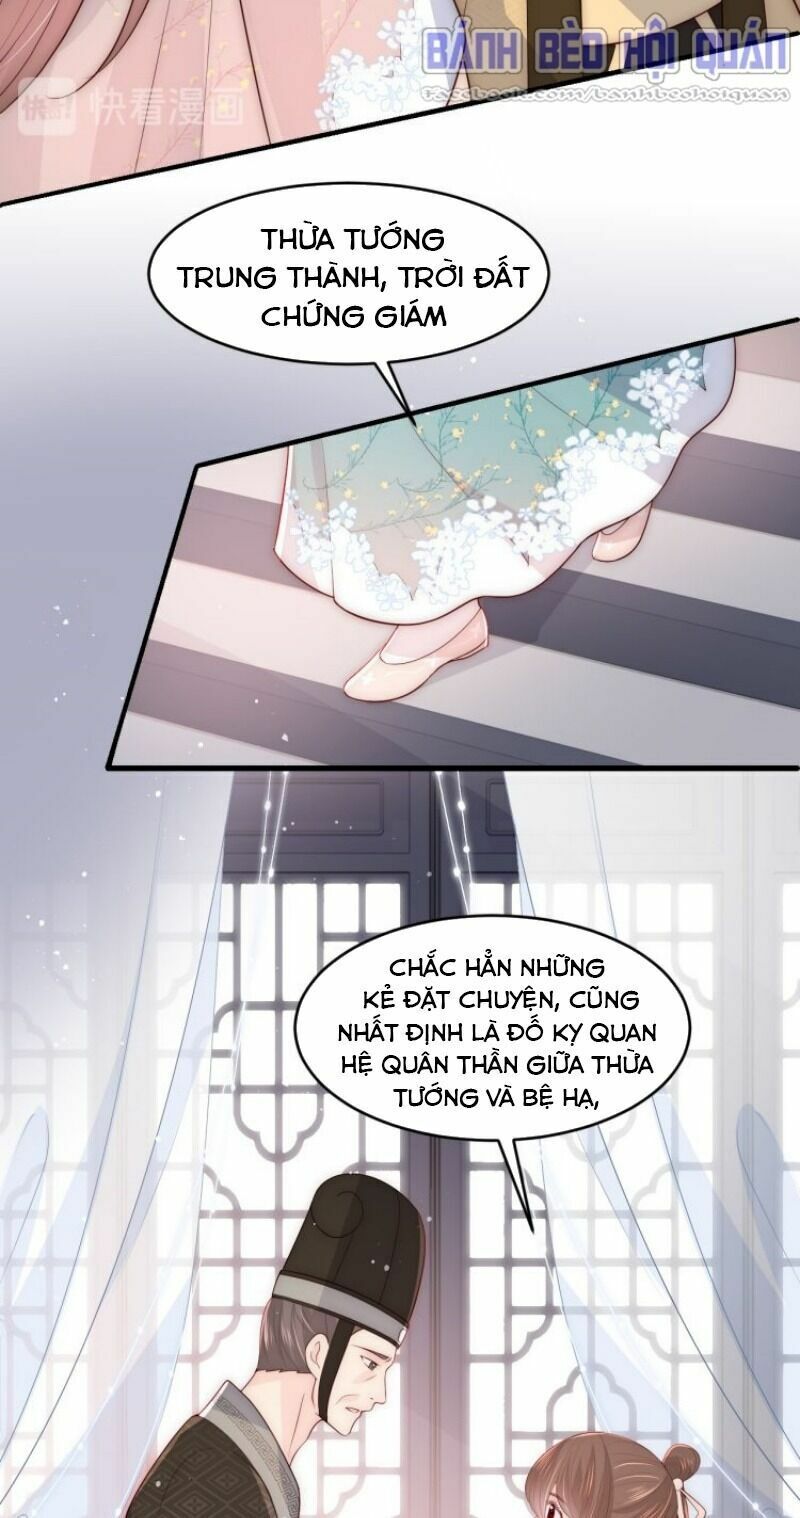 BÁNH BÈO HỘI QUÁN
facebook.com/banhbeohoiquan
快看漫画
THỪA TƯỚNG
TRUNG THÀNH, TRỜI ĐẤT
CHỨNG GIÁM
CHẮC HẲN NHỮNG
KẺ ĐẶT CHUYỆN, CŨNG
NHẤT ĐỊNH LÀ ĐỐ KỴ QUAN
HỆ QUÂN THẦN GIỮA THỪA
TƯỚNG VÀ BỆ HẠ,